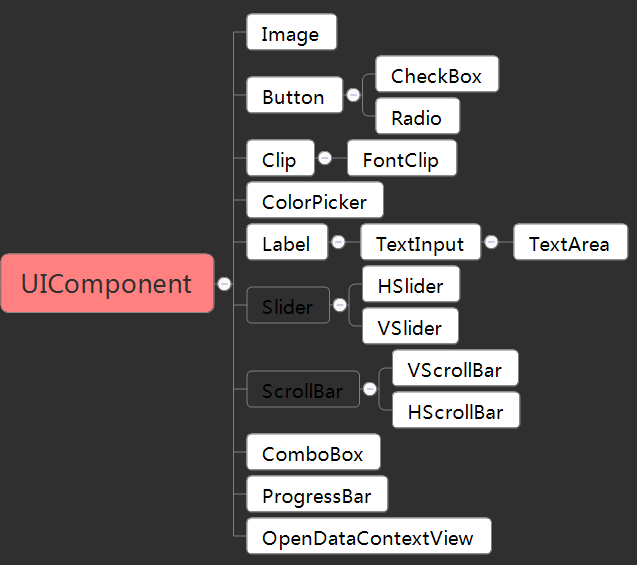 UIComponent
Image
Button
CheckBox
Radio
Clip
FontClip
ColorPicker
Label
TextInput
TextArea
Slider
HSlider
VSlider
ScrollBar
VScrollBar
HScrollBar
ComboBox
ProgressBar
OpenDataContextView